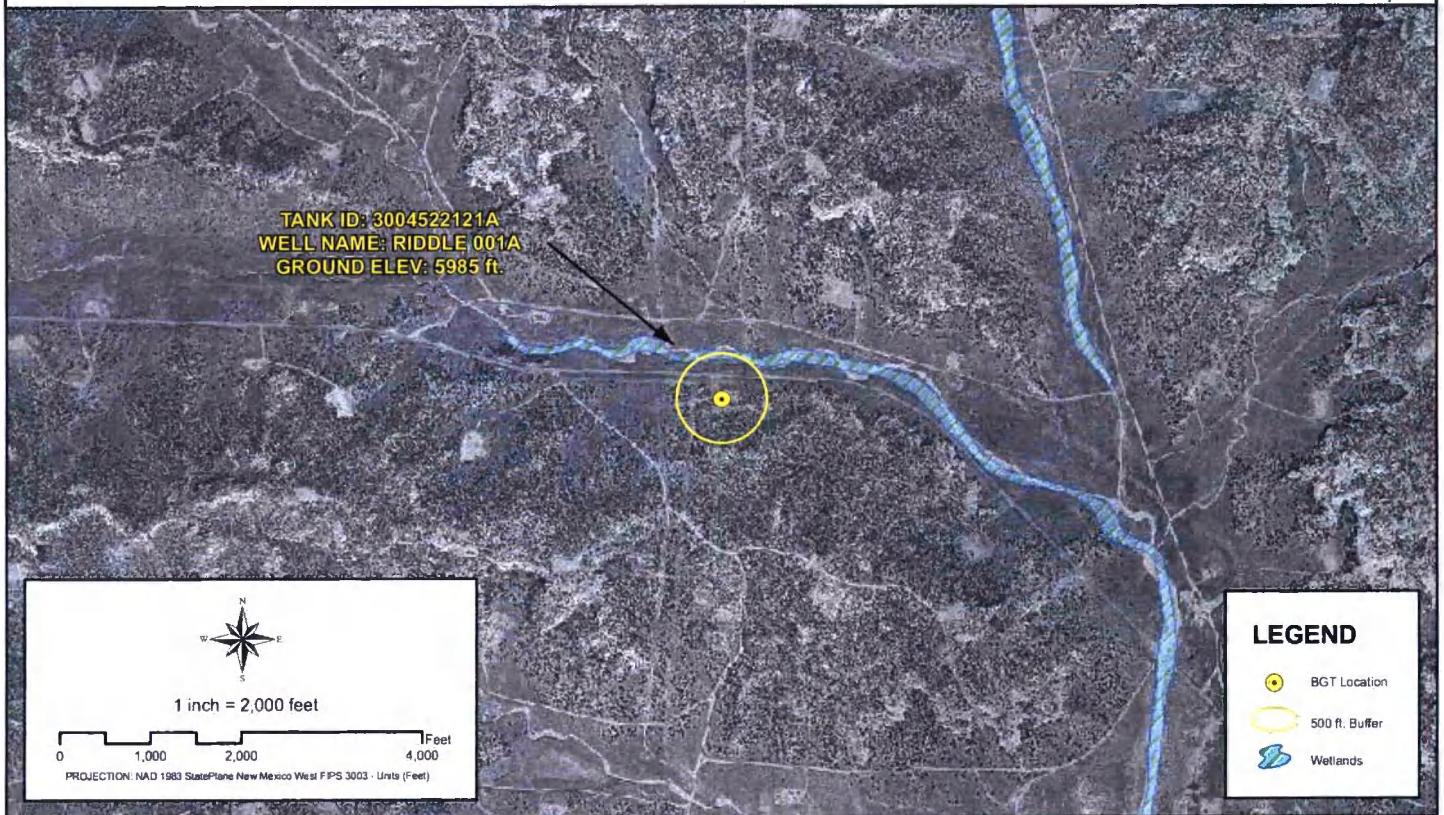 TANK ID: 3004522121A
WELL NAME: RIDDLE 001A
GROUND ELEV: 5985 ft.
N
W E
S
1 inch = 2,000 feet
Feet
0 1,000 2,000 4,000
PROJECTION: NAD 1983 StatePlane New Mexico West FIPS 3003 - Units (Feet)
LEGEND
BGT Location
500 ft. Buffer
Wetlands